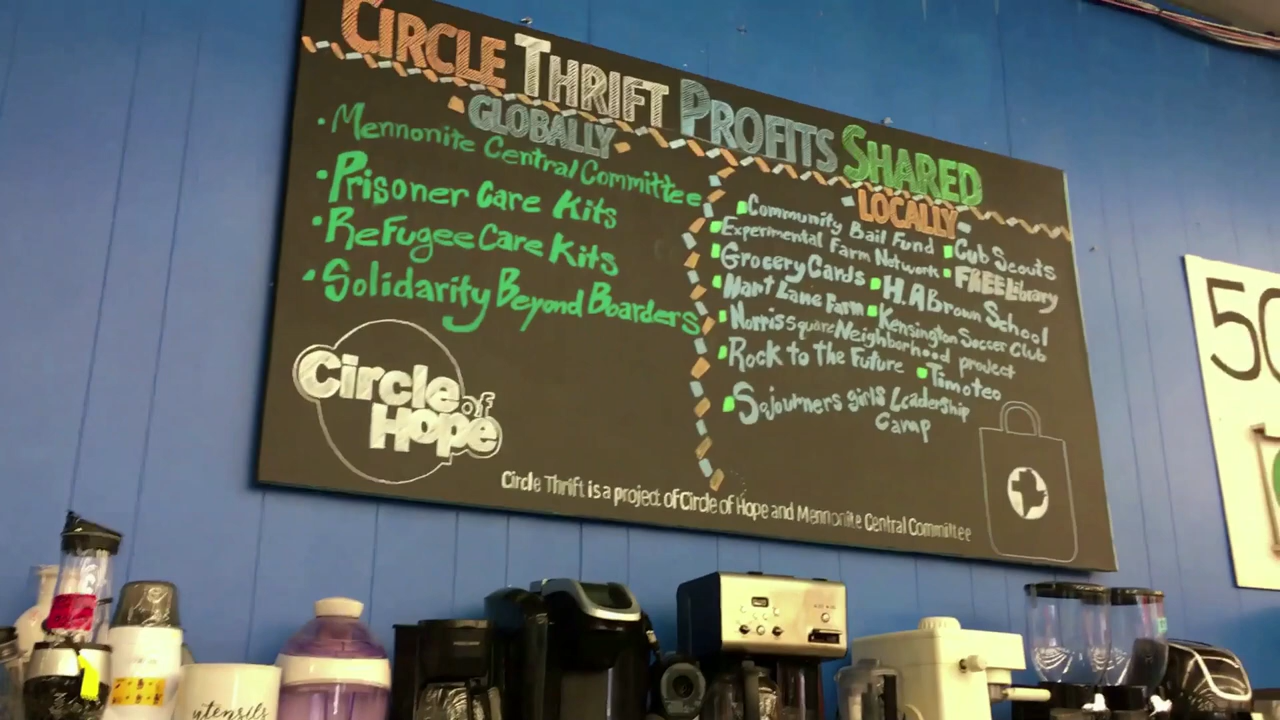 CIRCLE THRIFT PROFITS SHARED
GLOBALLY
• Mennonite Central Committee
• Prisoner Care Kits
• Refugee Care Kits
• Solidarity Beyond Boarders
LOCALLY
Community Bail Fund
Cub Scouts
Experimental Farm Network
FREE Library
Grocery Cards
H.A Brown School
Hart Lane Farm
Kensington Soccer Club
Norris square Neighborhood project
Rock to the Future
Timoteo
Sojourners girls Leadership
Camp
Circle of
Hope
Circle Thrift is a project of Circle of Hope and Mennonite Central Committee
50
utensils